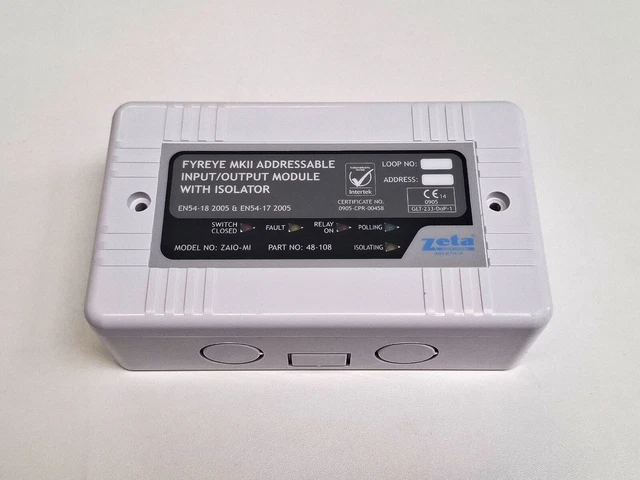 FYREYE MKII ADDRESSABLE
INPUT/OUTPUT MODULE
WITH ISOLATOR
EN54-18 2005 & EN54-17 2005
Intertek
CERTIFICATE NO.
0905-CPR-00458
LOOP NO:
ADDRESS:
CE 14
0905
GLT-233-DoP-1
SWITCH
CLOSED
FAULT
RELAY
ON
POLLING
ISOLATING
MODEL NO: ZAIO-MI
PART NO: 48-108
zeta